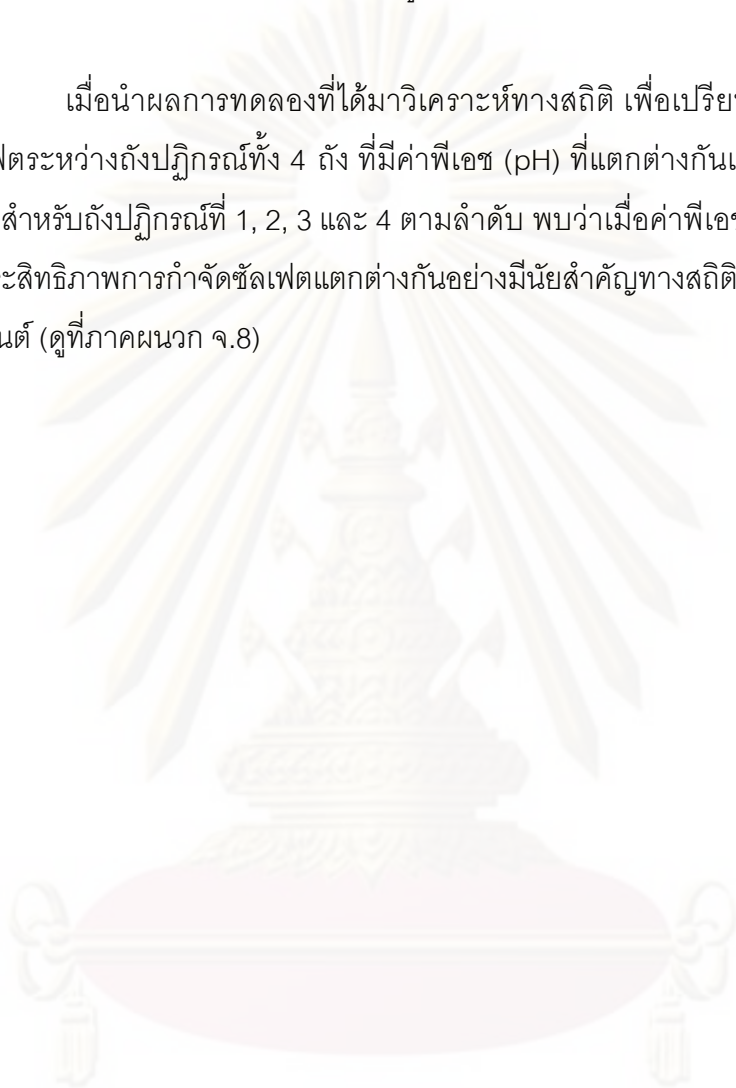 เมื่อนำผลการทดลองที่ได้มาวิเคราะห์ทางสถิติ เพื่อเปรีย
ฟตระหว่างถังปฏิกรณ์ทั้ง 4 ถัง ที่มีค่าพีเอช (pH) ที่แตกต่างกัน
สำหรับถังปฏิกรณ์ที่ 1, 2, 3 และ 4 ตามลำดับ พบว่าเมื่อค่าพีเอช
ะสิทธิภาพการกำจัดซัลเฟตแตกต่างกันอย่างมีนัยสำคัญทางสถิติ
นต์ (ดูที่ภาคผนวก จ.8)